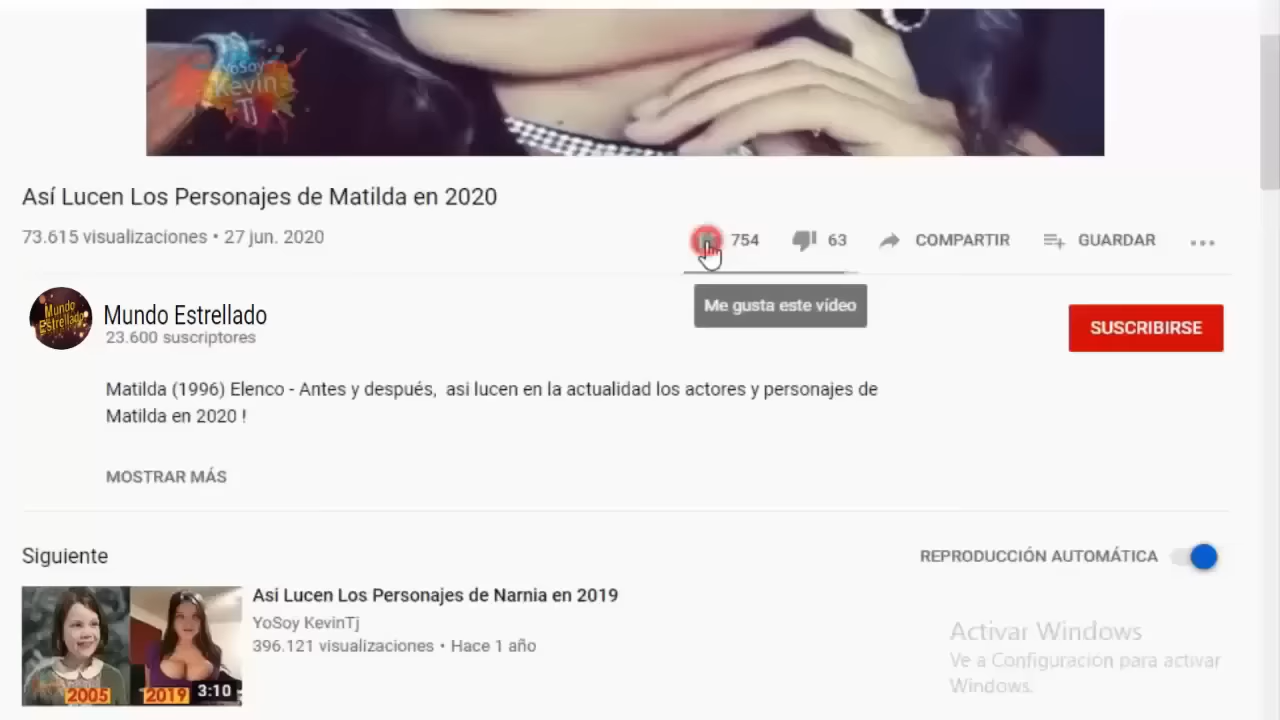 YoSoy
Kevin
Tj
Así Lucen Los Personajes de Matilda en 2020
73.615 visualizaciones • 27 jun. 2020
754
63
COMPARTIR
GUARDAR
Me gusta este vídeo
Mundo Estrellado
Mundo Estrellado
23.600 suscriptores
SUSCRIBIRSE
Matilda (1996) Elenco - Antes y después, asi lucen en la actualidad los actores y personajes de
Matilda en 2020 !
MOSTRAR MÁS
Siguiente
REPRODUCCIÓN AUTOMÁTICA
2005
2019
3:10
Asi Lucen Los Personajes de Narnia en 2019
YoSoy KevinTj
396.121 visualizaciones • Hace 1 año
Activar Windows
Ve a Configuración para activar
Windows.